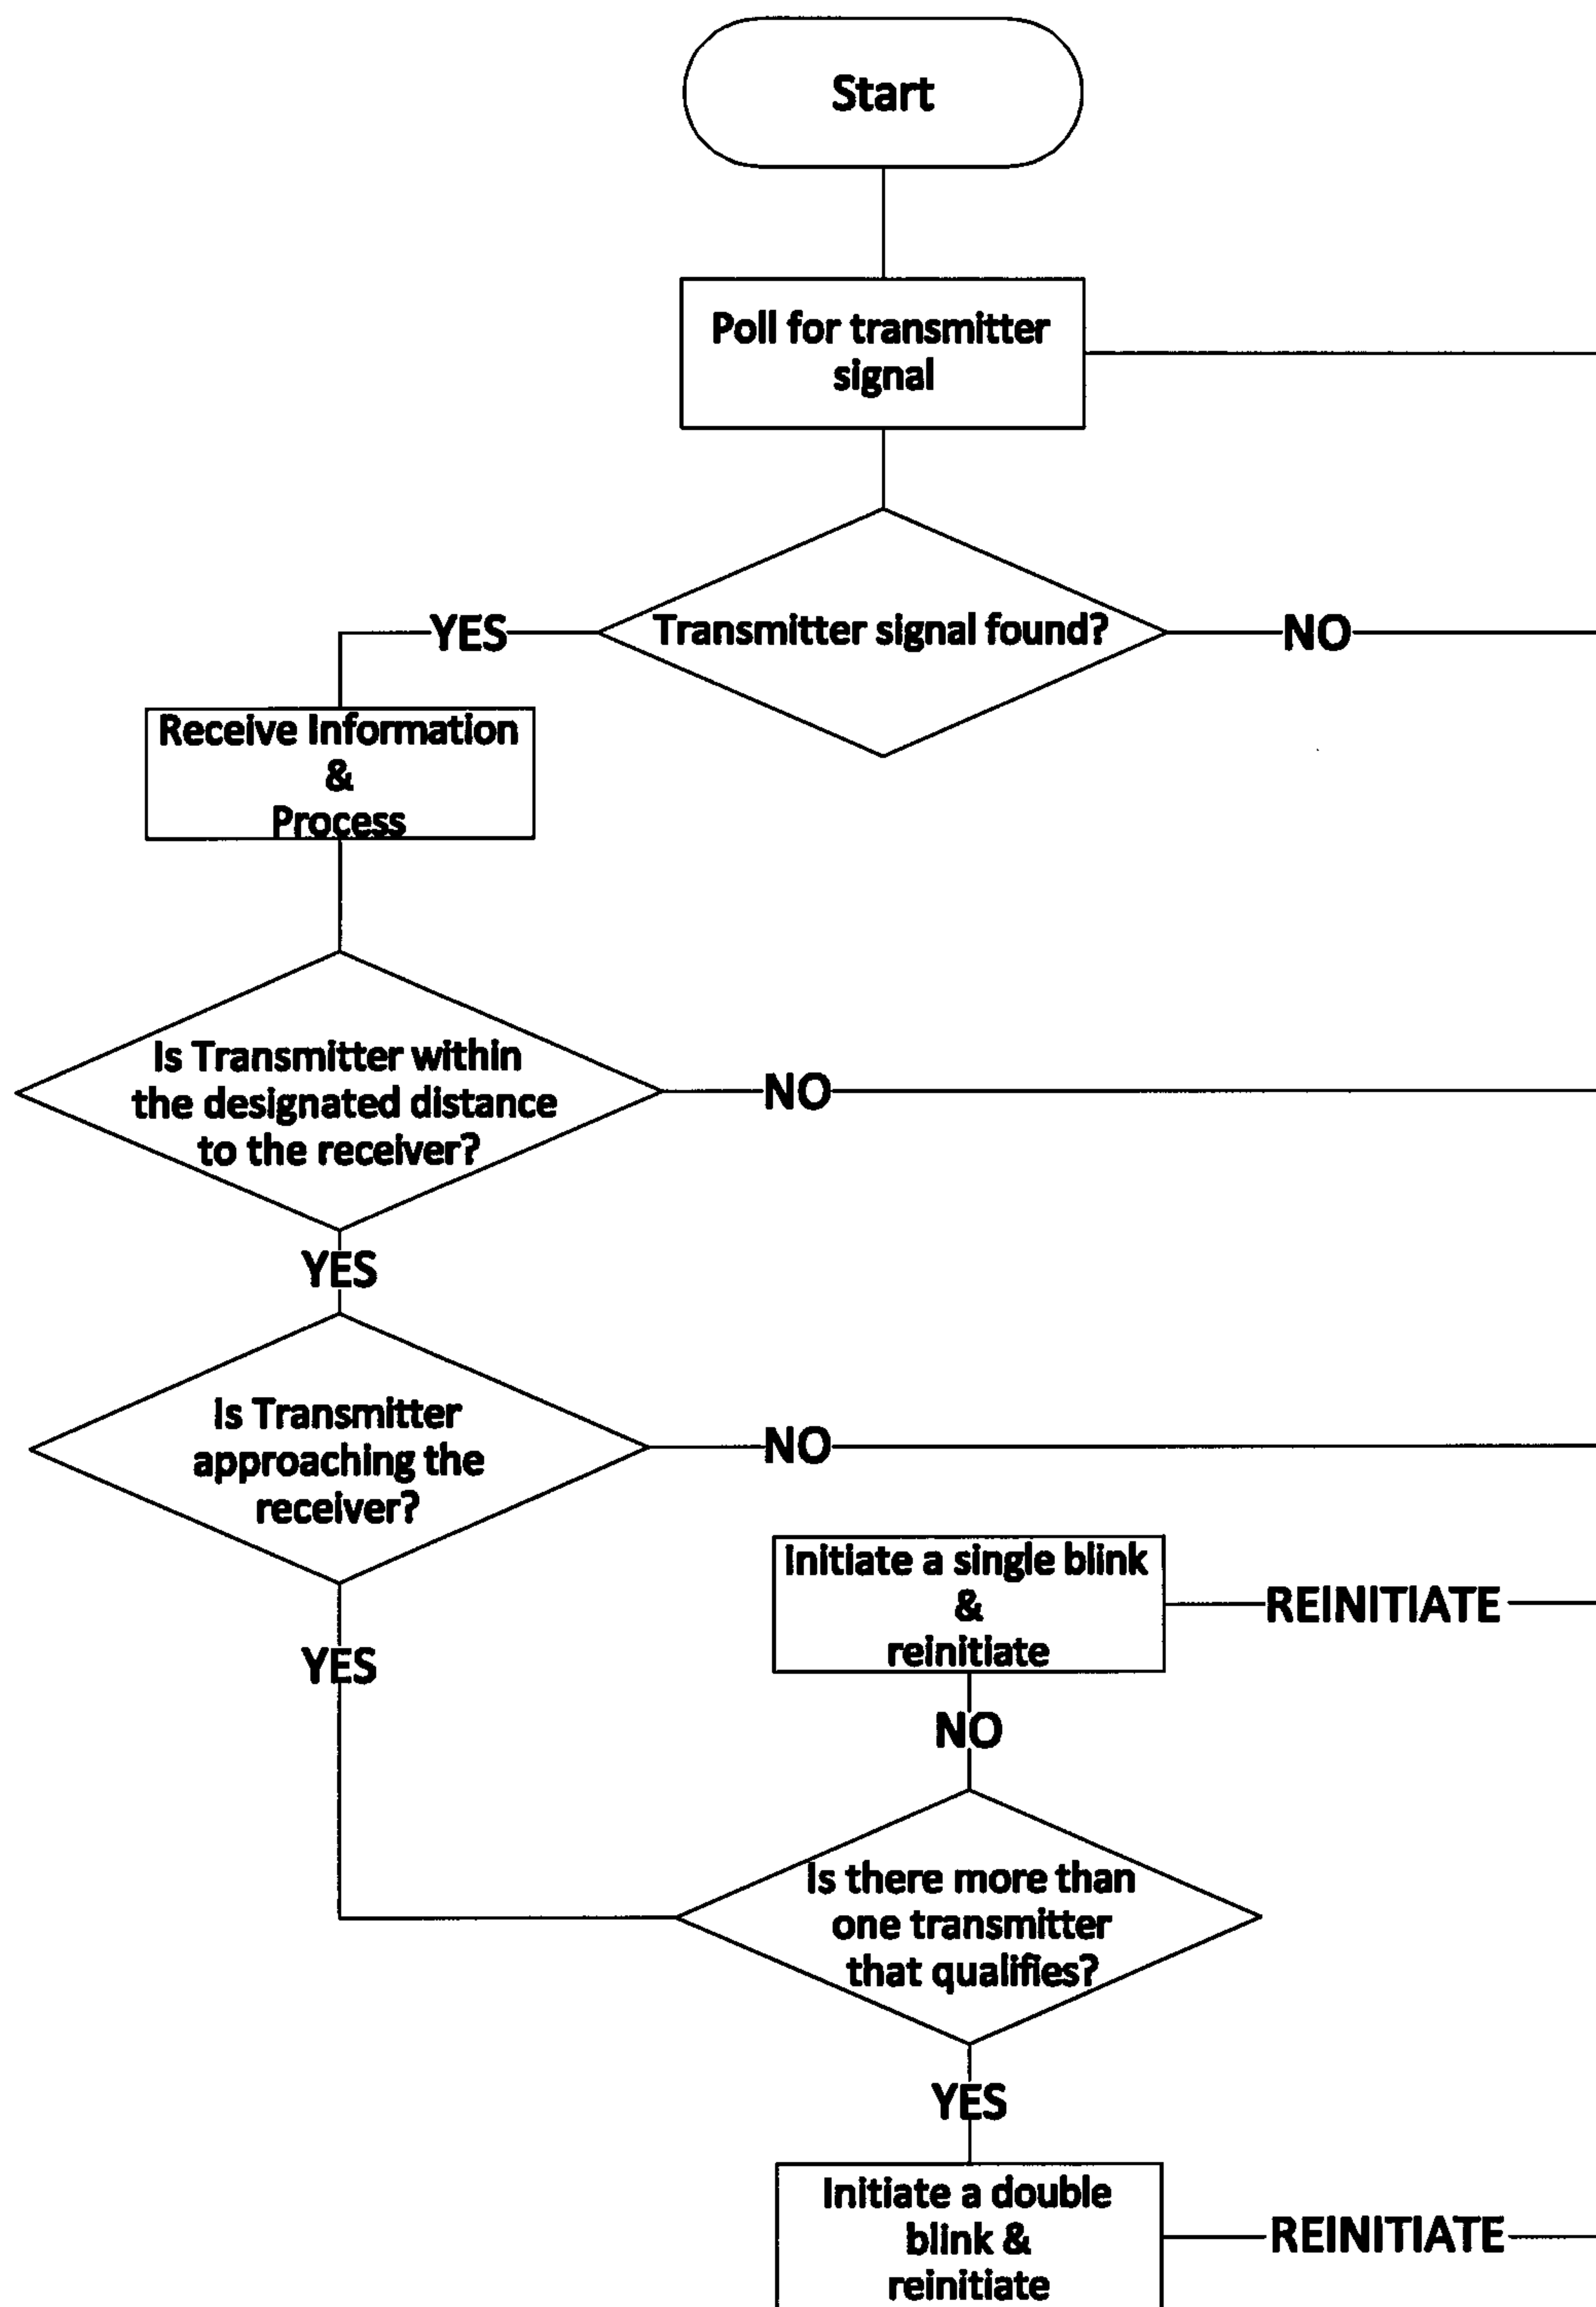 Start
Poll for transmitter
signal
Transmitter signal found?
YES
NO
Receive Information
&
Process
Is Transmitter within
the designated distance
to the receiver?
NO
YES
Is Transmitter
approaching the
receiver?
NO
YES
Initiate a single blink
&
reinitiate
REINITIATE
NO
Is there more than
one transmitter
that qualifies?
YES
Initiate a double
blink &
reinitiate
REINITIATE